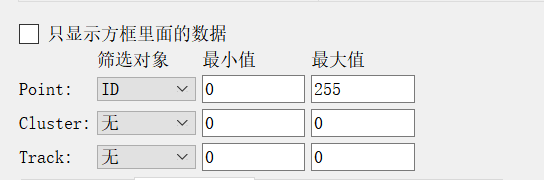 只显示方框里面的数据
筛选对象 最小值 最大值
Point: ID 0 255
Cluster: 无 0 0
Track: 无 0 0